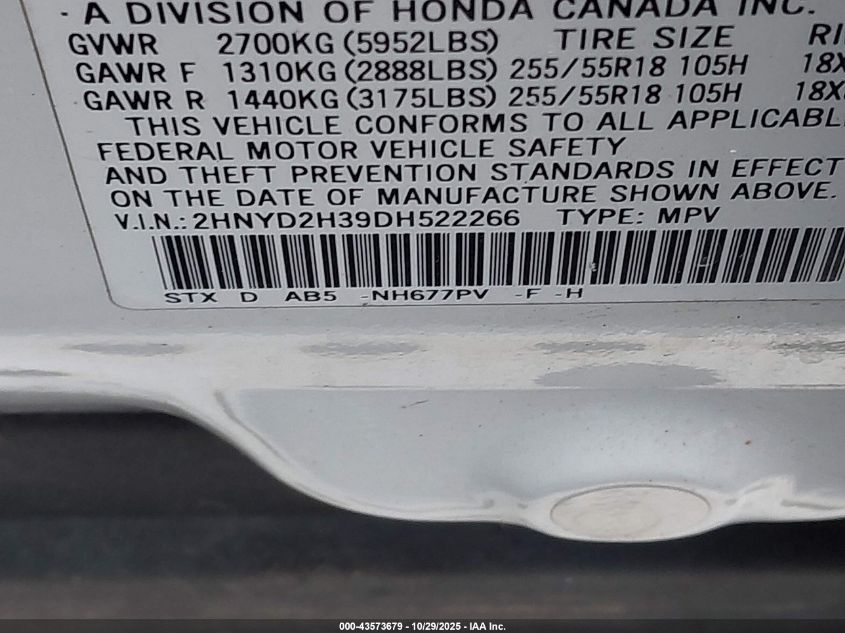 · A DIVISION OF HONDA CANADA INC.
GVWR 2700KG (5952LBS) TIRE SIZE
GAWR F 1310KG (2888LBS) 255/55R18 105H 18X
GAWR R 1440KG (3175LBS) 255/55R18 105H 18X
THIS VEHICLE CONFORMS TO ALL
FEDERAL MOTOR VEHICLE SAFETY
AND THEFT PREVENTION STANDARDS IN EFFECT
ON THE DATE OF MANUFACTURE SHOWN ABOVE.
V.I.N.: 2HNYD2H39DH522266 TYPE: MPV
STX D AB5 -NH677PV -F -H
000-43573679 - 10/29/2025 - IAA Inc.